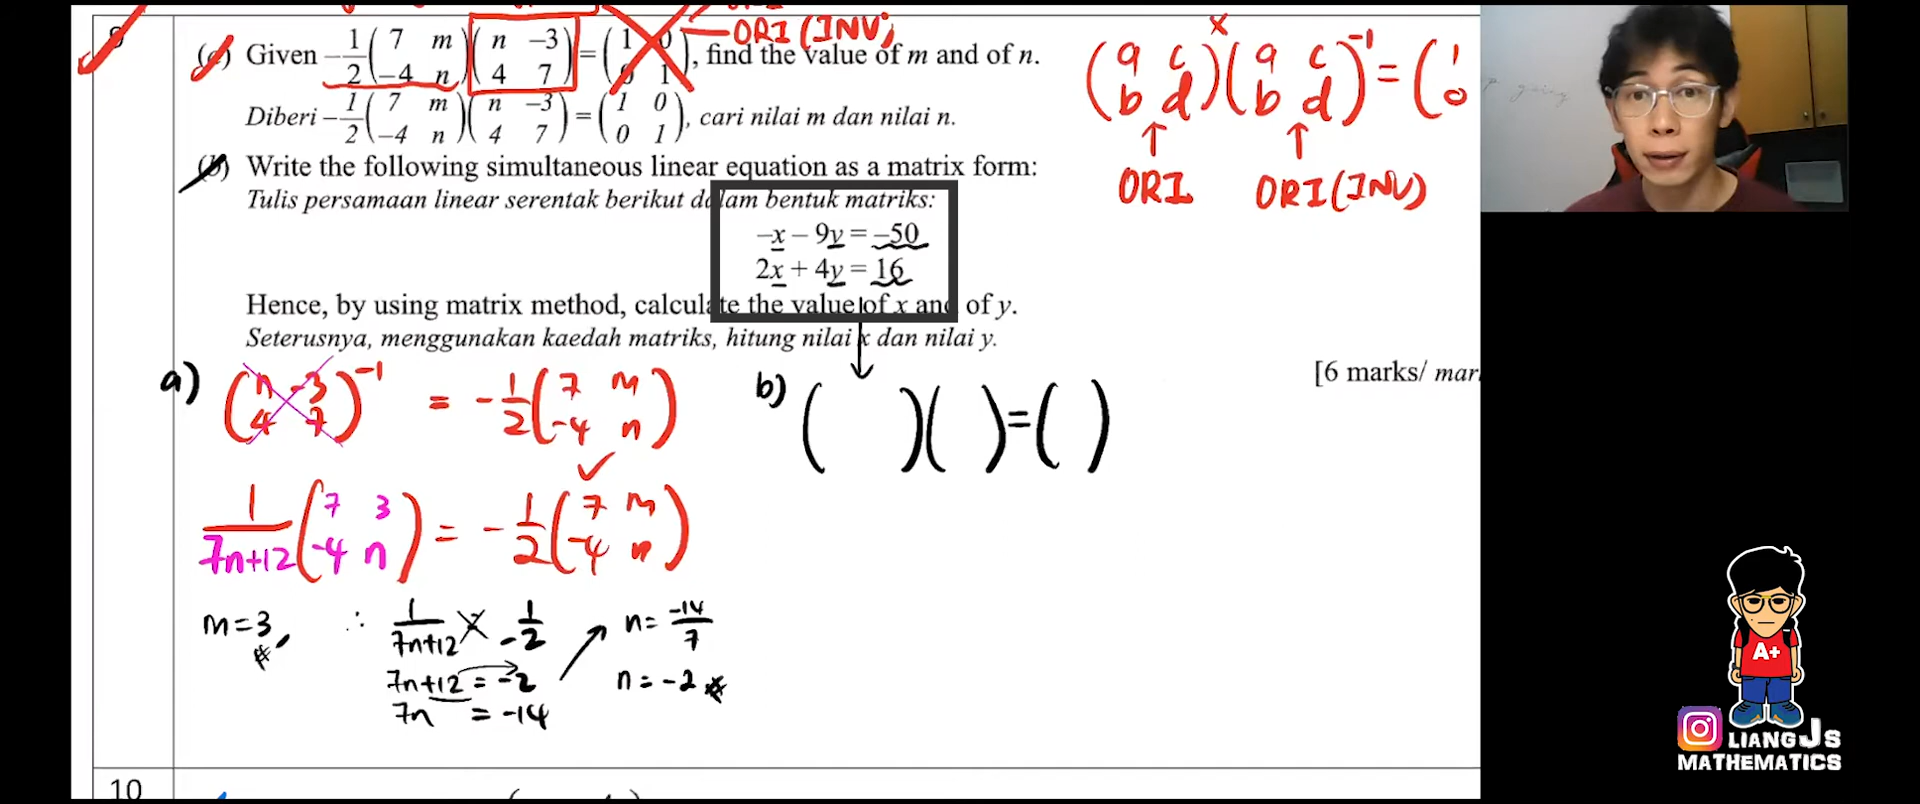 ORI (INV)
9
(a) Given -1/2 ( 7 m -4 n ) ( n -3 4 7 ) = ( 1 0 0 1 ), find the value of m and of n.
Diberi -1/2 ( 7 m -4 n ) ( n -3 4 7 ) = ( 1 0 0 1 ), cari nilai m dan nilai n.
(b) Write the following simultaneous linear equation as a matrix form:
Tulis persamaan linear serentak berikut dalam bentuk matriks:
-x - 9y = -50
2x + 4y = 16
Hence, by using matrix method, calculate the value of x and of y.
Seterusnya, menggunakan kaedah matriks, hitung nilai x dan nilai y.
[6 marks/ mar
( a c b d ) x ( a c b d )^-1 = ( 1 0
ORI ORI (INV)
a) ( n -3 4 7 )^-1 = -1/2 ( 7 m -4 n )
1/(7n+12) ( 7 3 -4 n ) = -1/2 ( 7 m -4 n )
m = 3
∴ 1/(7n+12) 1/-2
7n+12 = -2
7n = -14
n = -14/7
n = -2
b) ( ) ( ) = ( )
10
A+
LIANGJS
MATHEMATICS